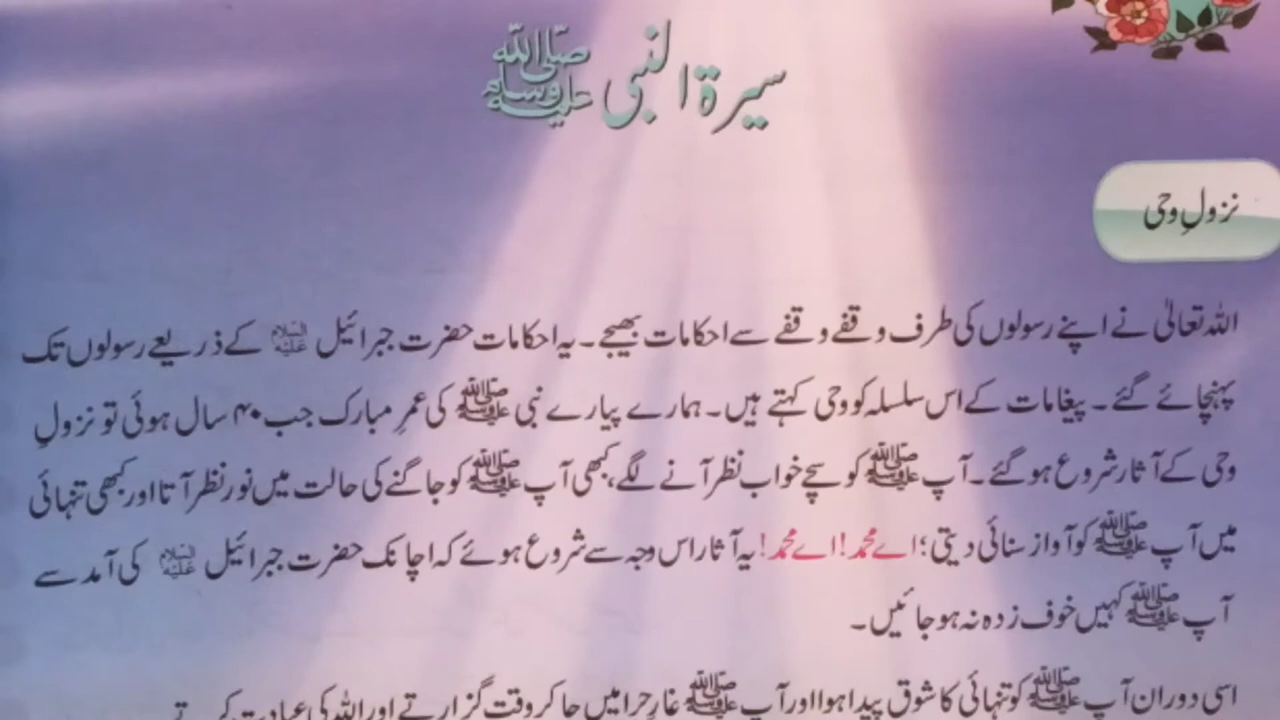 سیرۃ النبی ﷺ
نزولِ وحی
اللہ تعالیٰ نے اپنے رسولوں کی طرف وقفے وقفے سے احکامات بھیجے۔ یہ احکامات حضرت جبرائیل علیہ السلام کے ذریعے رسولوں تک
پہنچائے گئے۔ پیغامات کے اس سلسلہ کو وحی کہتے ہیں۔ ہمارے پیارے نبی ﷺ کی عمرِ مبارک جب ۴۰ سال ہوئی تو نزولِ
وحی کے آثار شروع ہو گئے۔ آپ ﷺ کو سچے خواب نظر آنے لگے، کبھی آپ ﷺ کو جاگنے کی حالت میں نور نظر آتا اور کبھی تنہائی
میں آپ ﷺ کو آواز سنائی دیتی؛ اے محمد! اے محمد! یہ آثار اس وجہ سے شروع ہوئے کہ اچانک حضرت جبرائیل علیہ السلام کی آمد سے
آپ ﷺ کہیں خوف زدہ نہ ہو جائیں۔
اسی دوران آپ ﷺ کو تنہائی کا شوق پیدا ہوا اور آپ ﷺ غارِ حرا میں جا کر وقت گزارتے اور اللہ کی عبادت کرتے